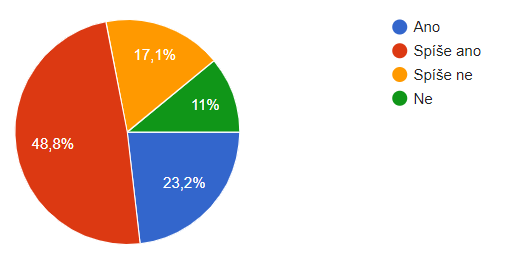 Ano
Spíše ano
Spíše ne
Ne
17,1%
11%
48,8%
23,2%